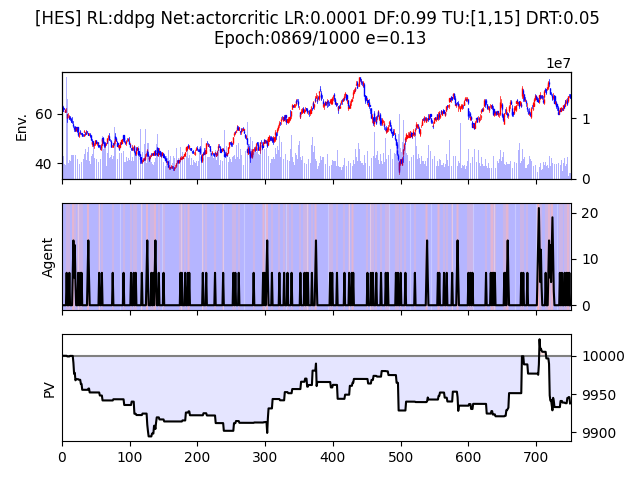 [HES] RL:ddpg Net:actorcritic LR:0.0001 DF:0.99 TU:[1,15] DRT:0.05
Epoch:0869/1000 e=0.13
1e7
Env.
60
40
1
0
Agent
20
10
0
PV
10000
9950
9900
0 100 200 300 400 500 600 700